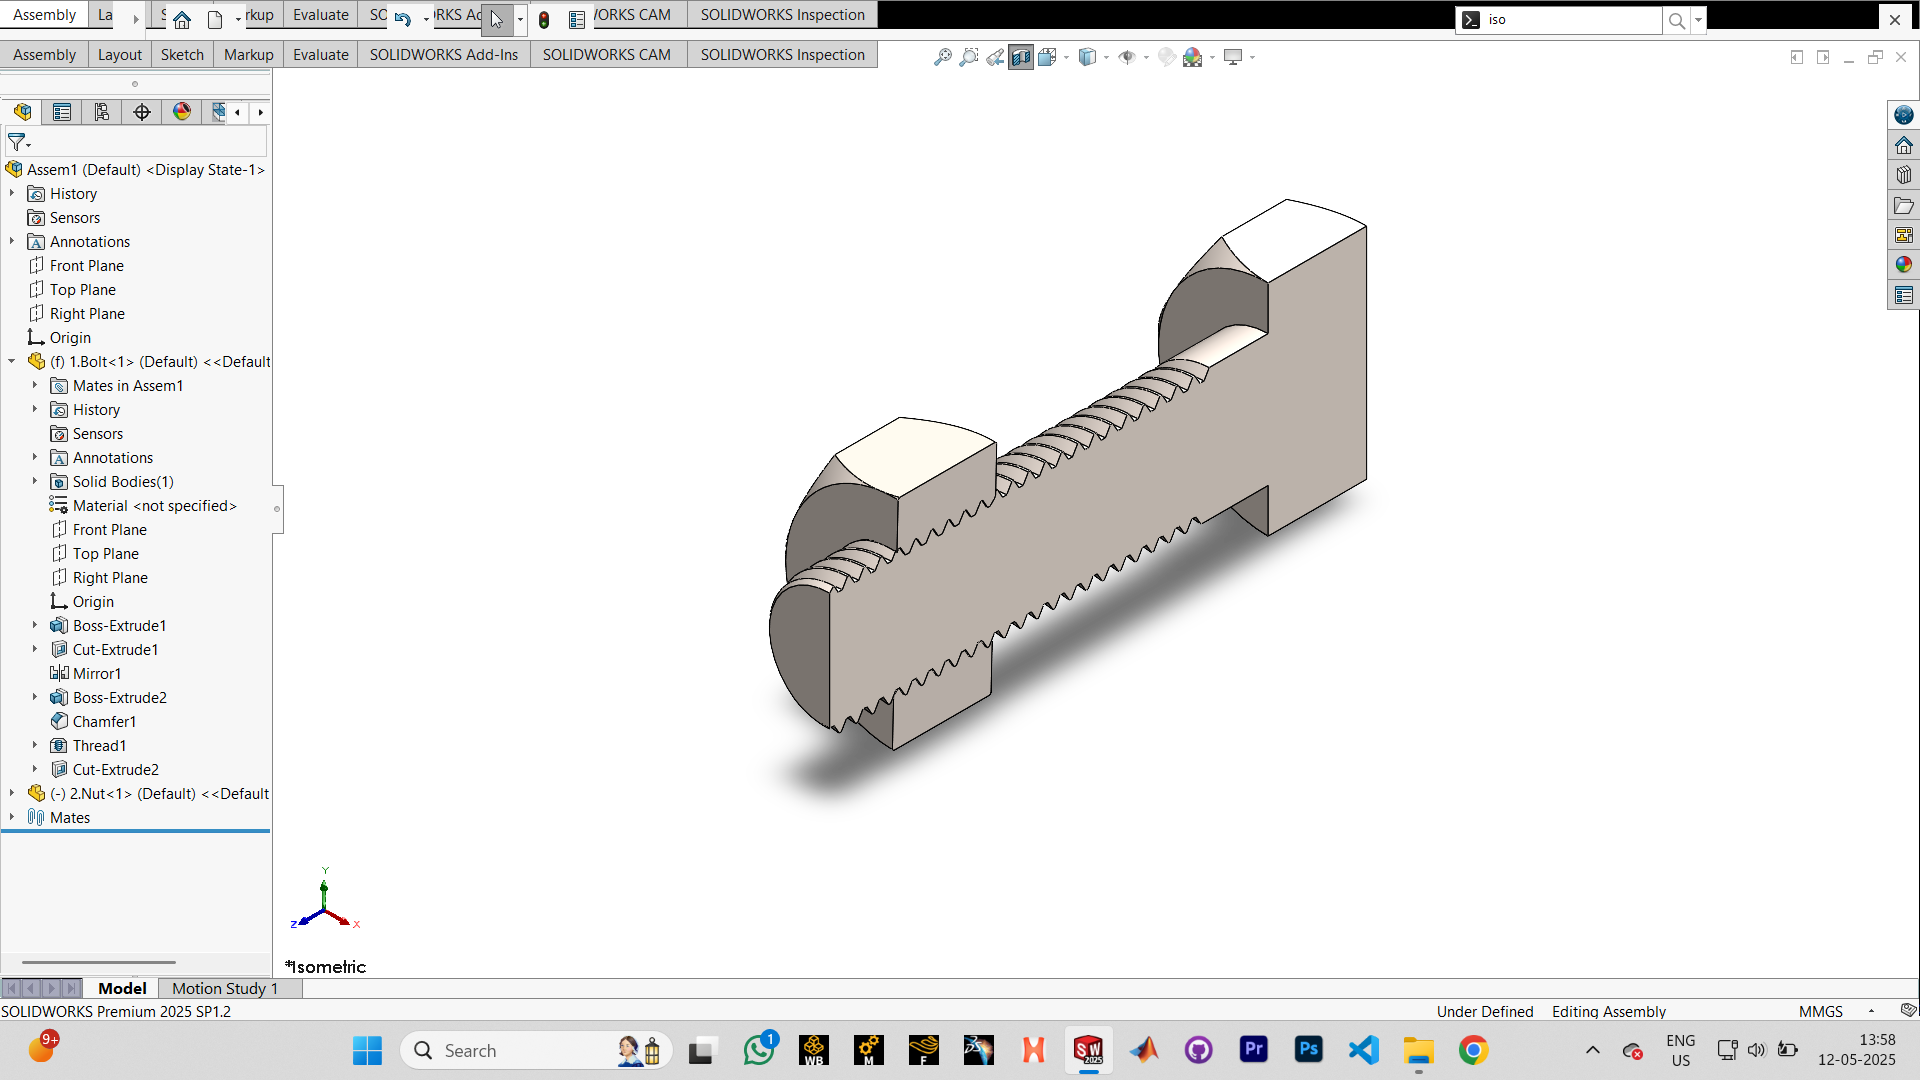 Assembly La S rkup Evaluate SO RKS Ad ORKS CAM SOLIDWORKS Inspection iso
Assembly Layout Sketch Markup Evaluate SOLIDWORKS Add-Ins SOLIDWORKS CAM SOLIDWORKS Inspection
Assem1 (Default) <Display State-1>
History
Sensors
Annotations
Front Plane
Top Plane
Right Plane
Origin
(f) 1.Bolt<1> (Default) <<Default
Mates in Assem1
History
Sensors
Annotations
Solid Bodies(1)
Material <not specified>
Front Plane
Top Plane
Right Plane
Origin
Boss-Extrude1
Cut-Extrude1
Mirror1
Boss-Extrude2
Chamfer1
Thread1
Cut-Extrude2
(-) 2.Nut<1> (Default) <<Default
Mates
Y
Z X
*Isometric
Model Motion Study 1
SOLIDWORKS Premium 2025 SP1.2 Under Defined Editing Assembly MMGS
9+ Search 1 WB M F SW 2025 Pr Ps ENG US 13:58
12-05-2025